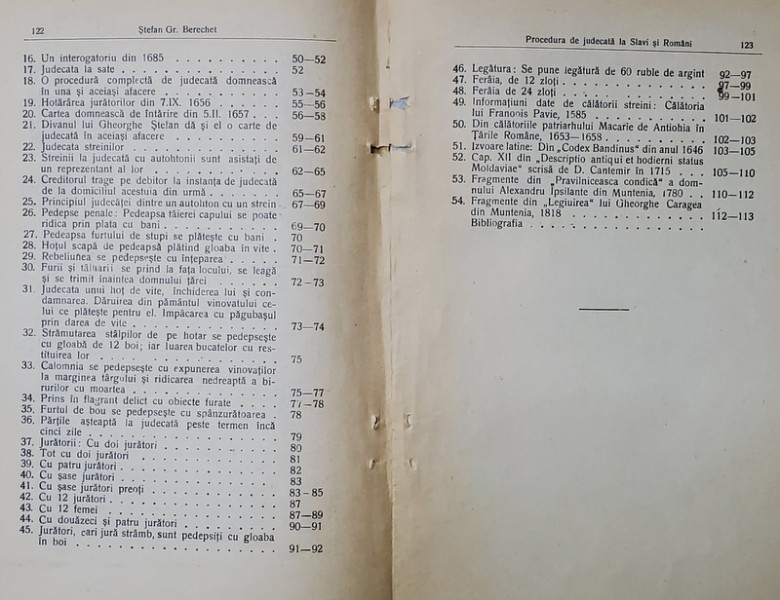 122 Ștefan Gr. Berechet
16. Un interogatoriu din 1685 . . . . . . . . . . 50—52
17. Judecata la sate . . . . . . . . . . . . . . 52
18. O procedură complectă de judecată domnească
în una și aceiași afacere . . . . . . . . . . . 53—54
19. Hotărârea jurătorilor din 7.IX. 1656 . . . . . . 55—56
20. Cartea domnească de întărire din 5.II. 1657 . . . 56—58
21. Divanul lui Gheorghe Ștefan dă și el o carte de
judecată în aceiași afacere . . . . . . . . . . 59—61
22. Judecata streinilor . . . . . . . . . . . . . 61—62
23. Streinii la judecată cu autohtonii sunt asistați de
un reprezentant al lor . . . . . . . . . . . . 62—65
24. Creditorul trage pe debitor la instanța de judecată
de la domiciliul acestuia din urmă . . . . . . . 65—67
25. Principiul judecăței dintre un autohton cu un strein 67—69
26. Pedepse penale: Pedeapsa tăierei capului se poate
ridica prin plata cu bani . . . . . . . . . . . 69—70
27. Pedeapsa furtului de stupi se plătește cu bani . 70
28. Hoțul scapă de pedeapsă plătind gloaba în vite . 70—71
29. Rebeliunea se pedepsește cu înțeparea . . . . . 71—72
30. Furii și tâlharii se prind la fața locului, se leagă
și se trimit înaintea domnului țărei . . . . . . 72-73
31. Judecata unui hoț de vite, închiderea lui și con-
damnarea. Dăruirea din pământul vinovatului ce-
lui ce plătește pentru el. Împăcarea cu păgubașul
prin darea de vite . . . . . . . . . . . . . . 73—74
32. Strămutarea stâlpilor de pe hotar se pedepsește
cu gloabă de 12 boi; iar luarea bucatelor cu res-
tituirea lor . . . . . . . . . . . . . . . . . 75
33. Calomnia se pedepsește cu expunerea vinovaților
la marginea târgului și ridicarea nedreaptă a bi-
rurilor cu moartea . . . . . . . . . . . . . . 75—77
34. Prins în flagrant delict cu obiecte furate . . . . 77—78
35. Furtul de bou se pedepsește cu spânzurătoarea . 78
36. Părțile așteaptă la judecată peste termen încă
cinci zile . . . . . . . . . . . . . . . . . . 79
37. Jurătorii: Cu doi jurători . . . . . . . . . . . 80
38. Tot cu doi jurători . . . . . . . . . . . . . . 81
39. Cu patru jurători . . . . . . . . . . . . . . . 82
40. Cu șase jurători . . . . . . . . . . . . . . . 83
41. Cu șase jurători preoți . . . . . . . . . . . . 83-85
42. Cu 12 jurători . . . . . . . . . . . . . . . . 87
43. Cu 12 femei . . . . . . . . . . . . . . . . . 87—89
44. Cu douăzeci și patru jurători . . . . . . . . . 90—91
45. Jurători, cari jură strâmb, sunt pedepsiți cu gloaba
în boi . . . . . . . . . . . . . . . . . . . . 91—92
Procedura de judecată la Slavi și Români 123
46. Legătura: Se pune legătură de 60 ruble de argint 92—97
47. Ferâia, de 12 zloți . . . . . . . . . . . . . . 97—99
48. Ferâia de 24 zloți . . . . . . . . . . . . . . 99—101
49. Informațiuni date de călătorii streini: Călătoria
lui Franonis Pavie, 1585 . . . . . . . . . . . . 101—102
50. Din călătoriile patriarhului Macarie de Antiohia în
Țările Române, 1653—1658 . . . . . . . . . . . 102—103
51. Izvoare latine: Din „Codex Bandinus" din anul 1646 103—105
52. Cap. XII din „Descriptio antiqui et hodierni status
Moldaviae" scrisă de D. Cantemir în 1715 . . . . 105—110
53. Fragmente din „Pravilniceasca condică" a dom-
nului Alexandru Ipsilante din Muntenia, 1780 . . 110—112
54. Fragmente din „Legiuirea" lui Gheorghe Caragea
din Muntenia, 1818 . . . . . . . . . . . . . . 112—113
Bibliografia . . . . . . . . . . . . . . . .